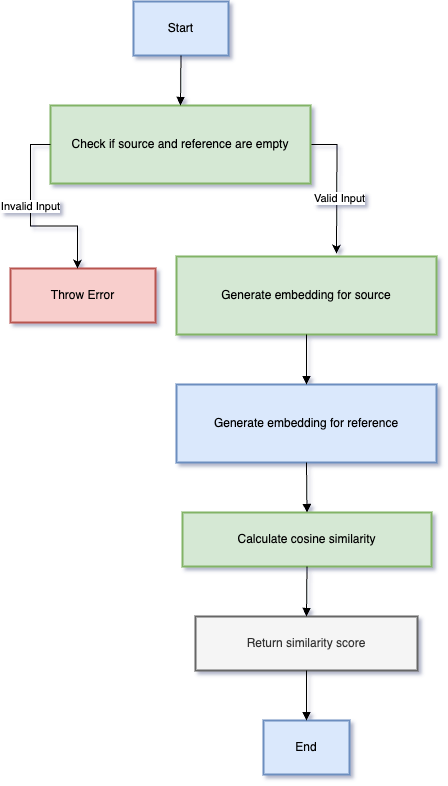 Start
Check if source and reference are empty
Invalid Input
Valid Input
Throw Error
Generate embedding for source
Generate embedding for reference
Calculate cosine similarity
Return similarity score
End